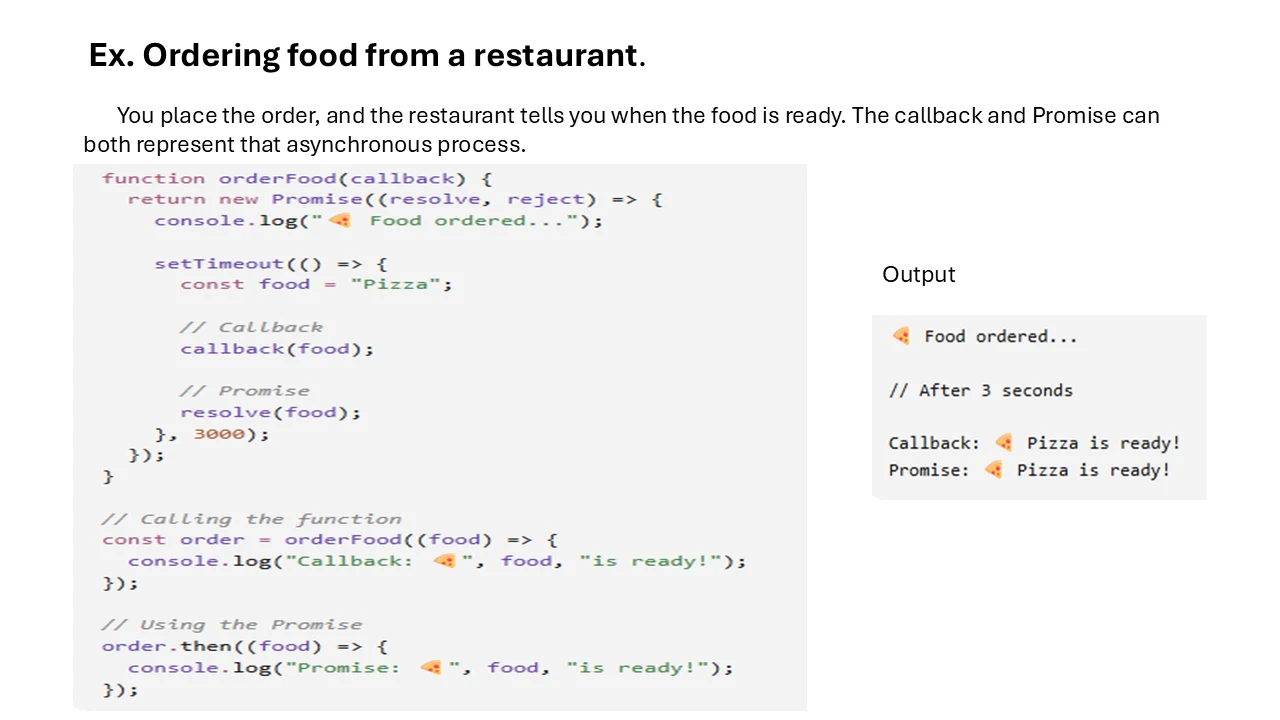 Ex. Ordering food from a restaurant.
You place the order, and the restaurant tells you when the food is ready. The callback and Promise can
both represent that asynchronous process.
function orderFood(callback) {
  return new Promise((resolve, reject) => {
    console.log("🍕 Food ordered...");
    setTimeout(() => {
      const food = "Pizza";
      // Callback
      callback(food);
      // Promise
      resolve(food);
    }, 3000);
  });
}
// Calling the function
const order = orderFood((food) => {
  console.log("Callback: 🍕", food, "is ready!");
});
// Using the Promise
order.then((food) => {
  console.log("Promise: 🍕", food, "is ready!");
});
Output
🍕 Food ordered...
// After 3 seconds
Callback: 🍕 Pizza is ready!
Promise: 🍕 Pizza is ready!